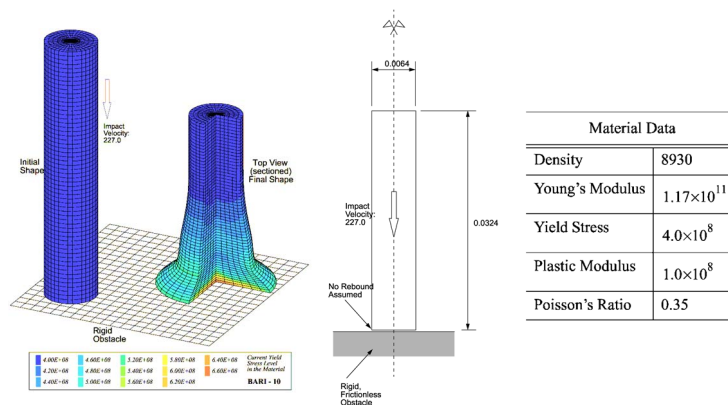 Impact
Velocity:
227.0
Initial
Shape
Top View
(sectioned)
Final Shape
Rigid
Obstacle
4.00E+08 4.60E+08 5.20E+08 5.80E+08 6.40E+08
4.20E+08 4.80E+08 5.40E+08 6.00E+08 6.60E+08
4.40E+08 5.00E+08 5.60E+08 6.20E+08
Current Yield
Stress Level
in the Material
BARI - 10
0.0064
Impact
Velocity:
227.0
0.0324
No Rebound
Assumed
Rigid,
Frictionless
Obstacle
Material Data
Density 8930
Young's Modulus 1.17×10¹¹
Yield Stress 4.0×10⁸
Plastic Modulus 1.0×10⁸
Poisson's Ratio 0.35